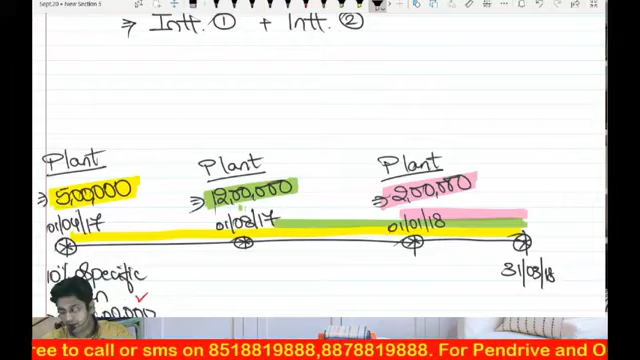 Sept 20 » New Section 3
⇒ Intt. ① + Intt. ②
Plant Plant Plant
⇒ 5,00,000 ⇒ 12,00,000 ⇒ 2,00,000
01/04/17 01/08/17 01/01/18
31/03/18
10% Specific
ree to call or sms on 8518819888,8878819888. For Pendrive and O